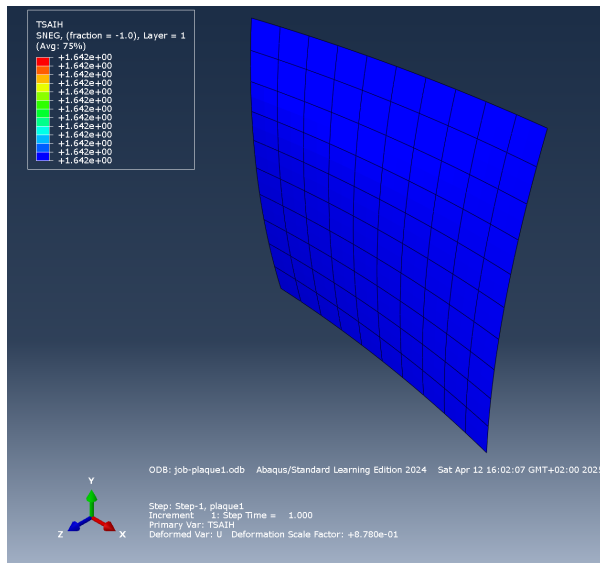 TSAIH
SNEG, (fraction = -1.0), Layer = 1
(Avg: 75%)
+1.642e+00
+1.642e+00
+1.642e+00
+1.642e+00
+1.642e+00
+1.642e+00
+1.642e+00
+1.642e+00
+1.642e+00
+1.642e+00
+1.642e+00
+1.642e+00
+1.642e+00
ODB: job-plaque1.odb    Abaqus/Standard Learning Edition 2024    Sat Apr 12 16:02:07 GMT+02:00 2025
Y
Z
X
Step: Step-1, plaque1
Increment      1: Step Time =    1.000
Primary Var: TSAIH
Deformed Var: U   Deformation Scale Factor: +8.780e-01